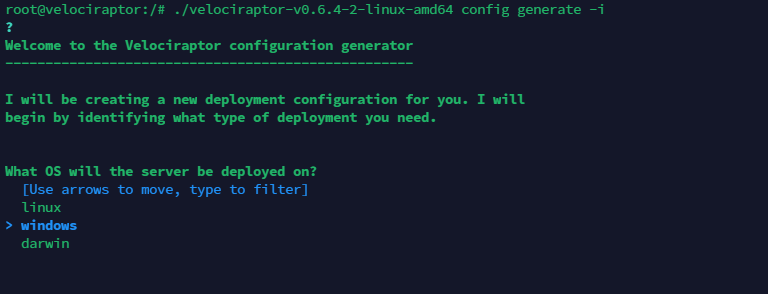 root@velociraptor:/# ./velociraptor-v0.6.4-2-linux-amd64 config generate -i
?
Welcome to the Velociraptor configuration generator
---------------------------------------------------
I will be creating a new deployment configuration for you. I will
begin by identifying what type of deployment you need.
What OS will the server be deployed on?
[Use arrows to move, type to filter]
linux
> windows
darwin